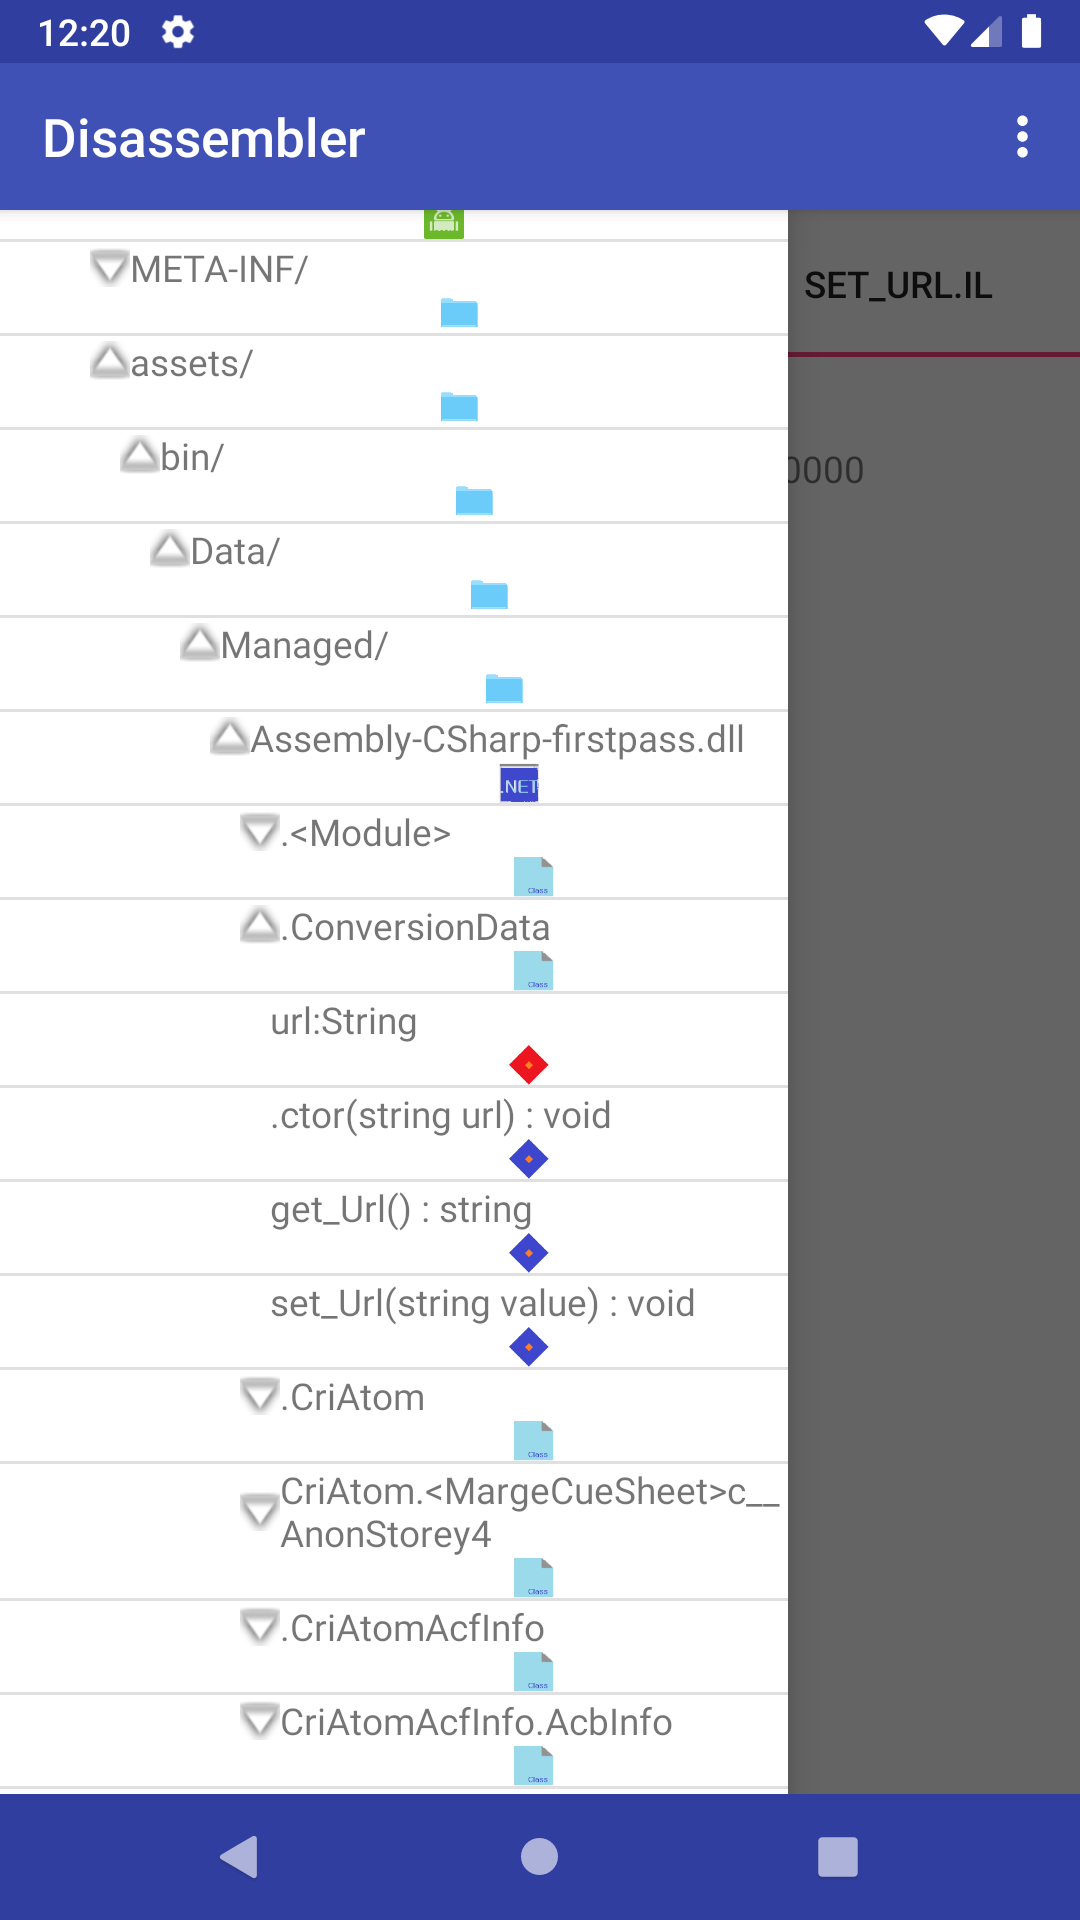 12:20
Disassembler
META-INF/
SET_URL.IL
assets/
bin/
0000
Data/
Managed/
Assembly-CSharp-firstpass.dll
.NET
.<Module>
Class
.ConversionData
Class
url:String
.ctor(string url) : void
get_Url() : string
set_Url(string value) : void
.CriAtom
Class
CriAtom.<MargeCueSheet>c__
AnonStorey4
Class
.CriAtomAcfInfo
Class
CriAtomAcfInfo.AcbInfo
Class